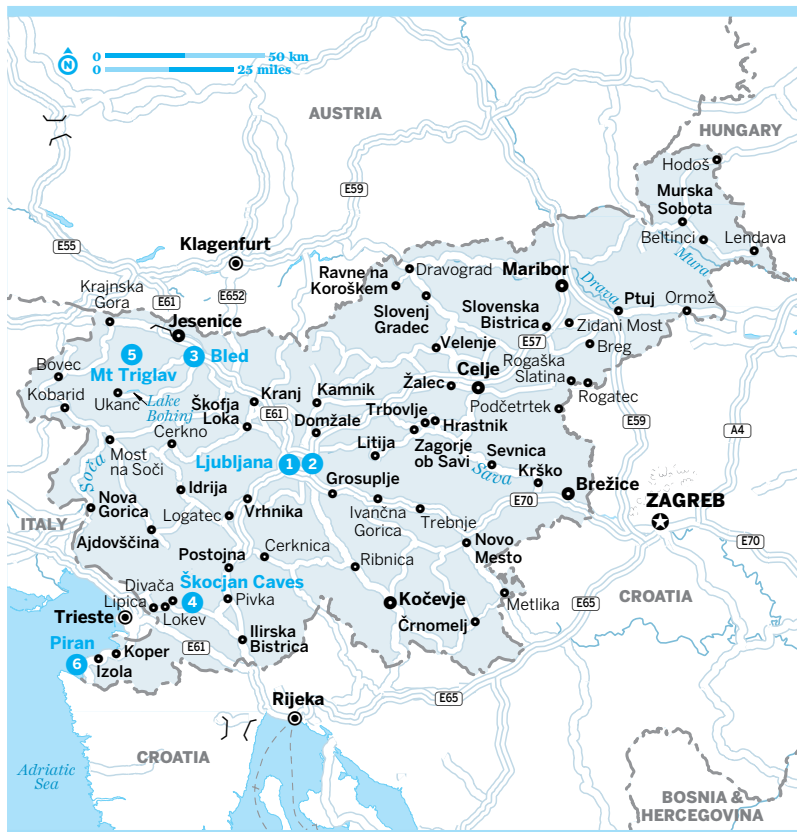 0
50 km
N
0
25 miles
AUSTRIA
HUNGARY
Hodoš
E59
Murska
Sobota
E55
Klagenfurt
Beltinci
Lendava
Mura
Ravne na
Koroškem
Dravograd
Maribor
Drava
Krajnska
Gora
E61
E652
Slovenj
Gradec
Slovenska
Bistrica
Ptuj
Ormož
Jesenice
Zidani Most
E57
Breg
5
3
Bled
Velenje
Bovec
Mt Triglav
Celje
Rogaška
Slatina
Kobarid
Ukanc
Lake
Bohinj
Kranj
Kamnik
Žalec
Rogatec
Škofja
Loka
E61
Trbovlje
Podčetrtek
Cerkno
Domžale
Hrastnik
E59
A4
Most
na Soči
Litija
Zagorje
ob Savi
Sevnica
Ljubljana
1
2
Soča
Sava
Krško
Idrija
Grosuplje
Brežice
Nova
Gorica
Vrhnika
E70
ZAGREB
Logatec
Ivančna
Gorica
Trebnje
ITALY
Ajdovščina
E70
Postojna
Cerknica
Novo
Mesto
Ribnica
Divača
Škocjan Caves
Lipica
4
Pivka
Kočevje
Metlika
E65
CROATIA
Trieste
Lokev
Črnomelj
Piran
Koper
E61
Ilirska
Bistrica
6
Izola
Rijeka
E65
CROATIA
Adriatic
Sea
BOSNIA &
HERCEGOVINA